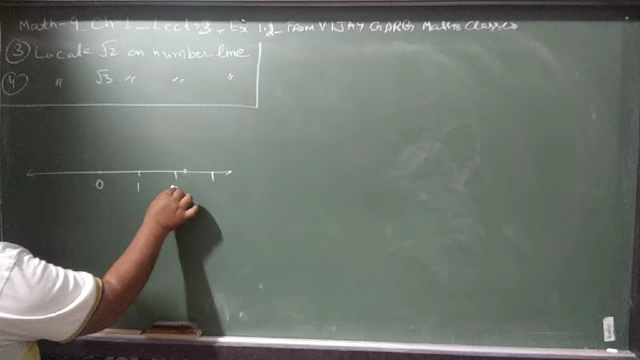 Math-9 Ch-1 Lect-3, Ex 1.2 FROM VIJAY GARG Maths Classes
③ Locate √2 on number line
④ " √3 " " "
0 1